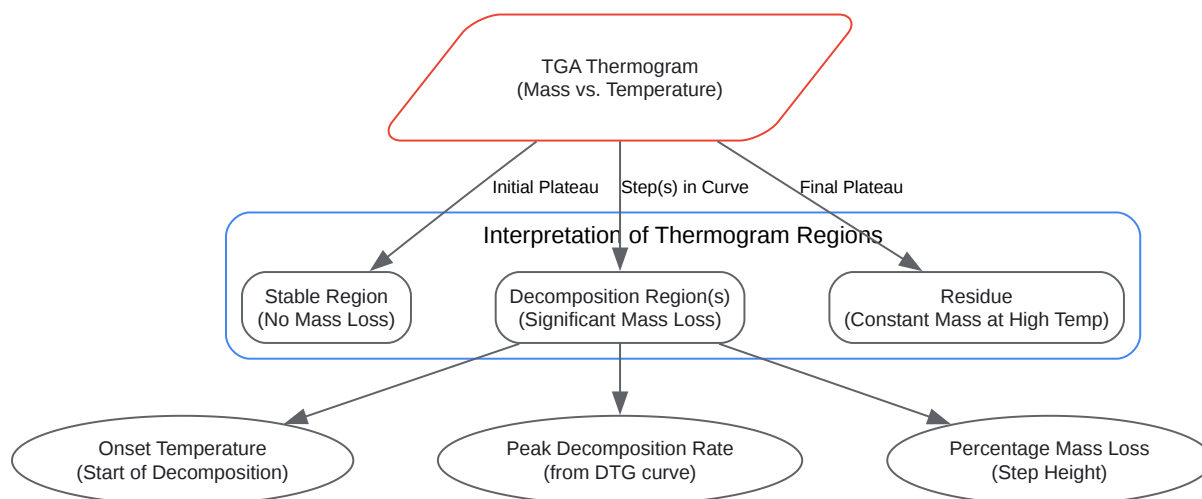 TGA Thermogram
(Mass vs. Temperature)
Initial Plateau
Step(s) in Curve
Final Plateau
Interpretation of Thermogram Regions
Stable Region
(No Mass Loss)
Decomposition Region(s)
(Significant Mass Loss)
Residue
(Constant Mass at High Temp)
Onset Temperature
(Start of Decomposition)
Peak Decomposition Rate
(from DTG curve)
Percentage Mass Loss
(Step Height)